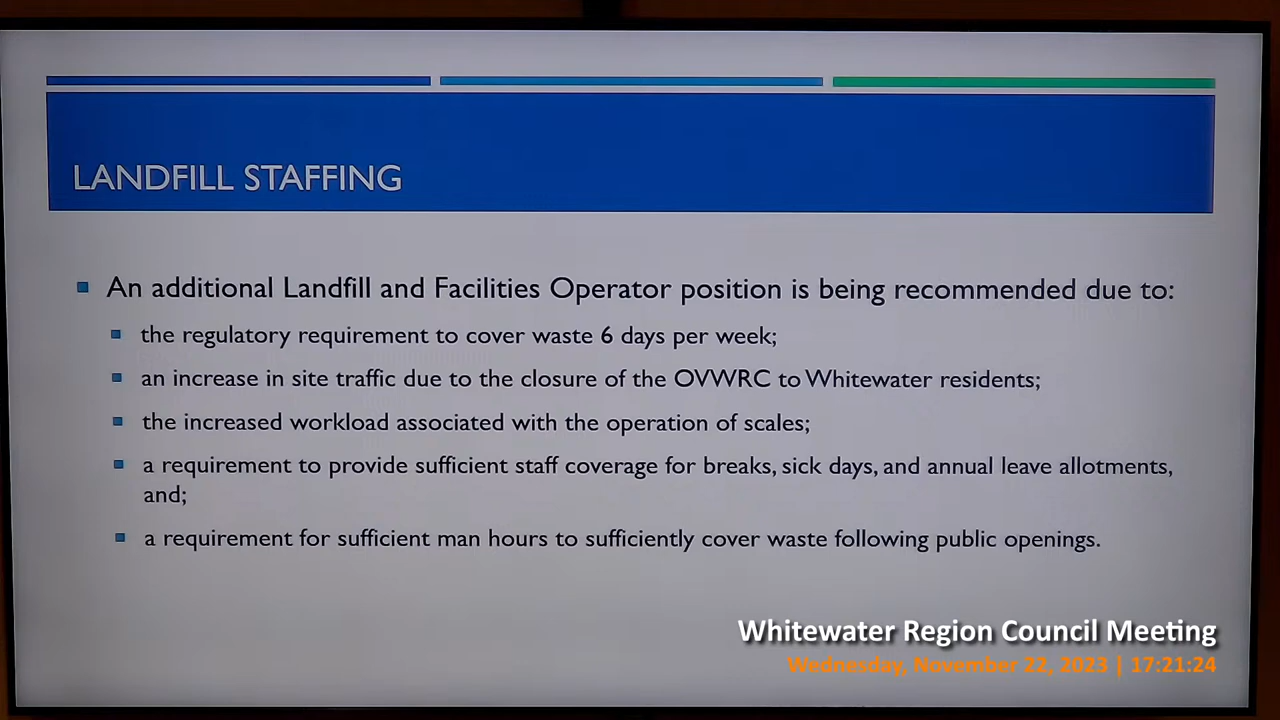 LANDFILL STAFFING
An additional Landfill and Facilities Operator position is being recommended due to:
the regulatory requirement to cover waste 6 days per week;
an increase in site traffic due to the closure of the OVWRC to Whitewater residents;
the increased workload associated with the operation of scales;
a requirement to provide sufficient staff coverage for breaks, sick days, and annual leave allotments,
and;
a requirement for sufficient man hours to sufficiently cover waste following public openings.
Whitewater Region Council Meeting
Wednesday, November 22, 2023 | 17:21:24